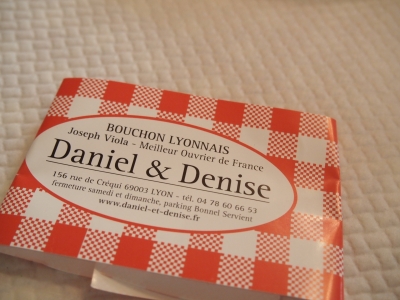 BOUCHON LYONNAIS
Joseph Viola - Meilleur Ouvrier de France
Daniel & Denise
156 rue de Créqui 69003 LYON - tél. 04 78 60 66 53
fermeture samedi et dimanche, parking Bonnel Servient
www.daniel-et-denise.fr